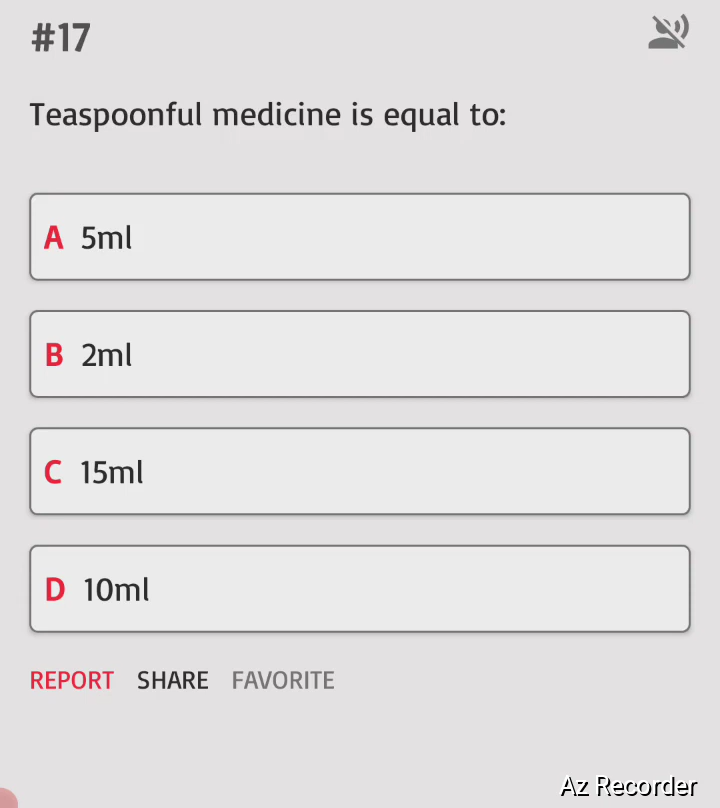 #17
Teaspoonful medicine is equal to:
A 5ml
B 2ml
C 15ml
D 10ml
REPORT SHARE FAVORITE
Az Recorder